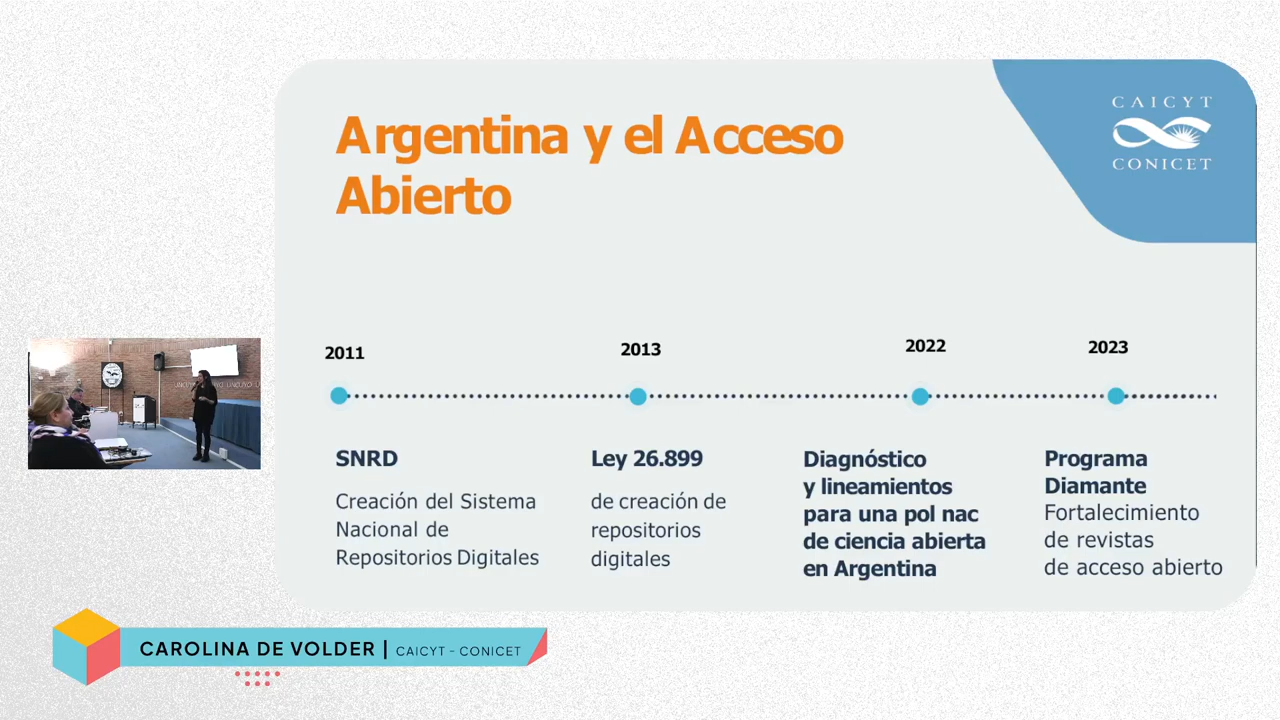 Argentina y el Acceso
Abierto
CAICYT
CONICET
2011
2013
2022
2023
SNRD
Creación del Sistema
Nacional de
Repositorios Digitales
Ley 26.899
de creación de
repositorios
digitales
Diagnóstico
y lineamientos
para una pol nac
de ciencia abierta
en Argentina
Programa
Diamante
Fortalecimiento
de revistas
de acceso abierto
CAROLINA DE VOLDER | CAICYT - CONICET